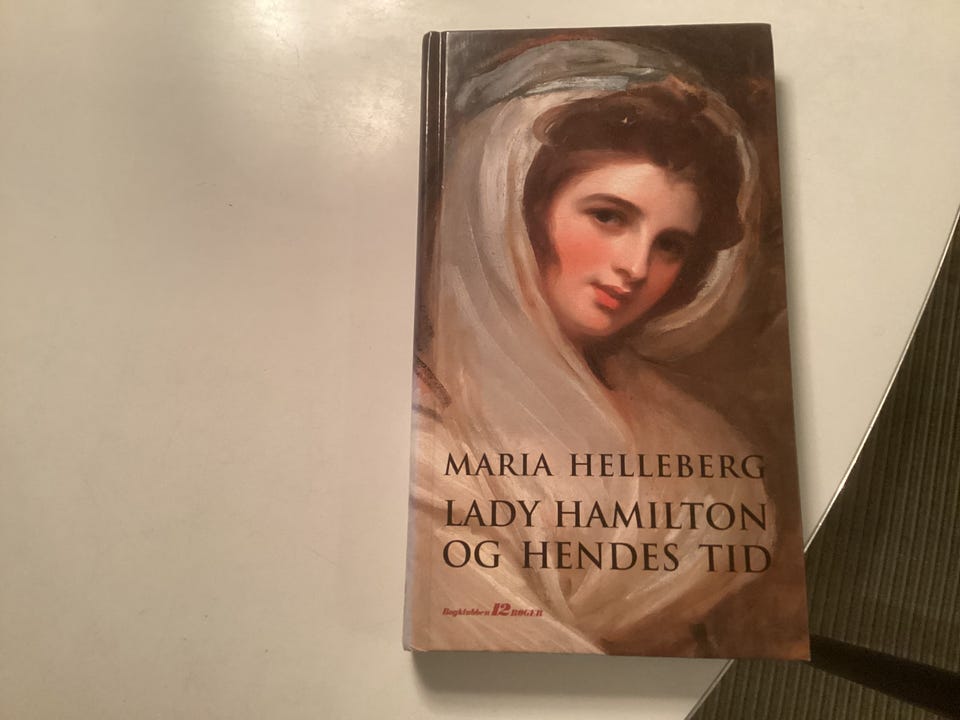 MARIA HELLEBERG
LADY HAMILTON
OG HENDES TID
Bogklubben 12 BØGER